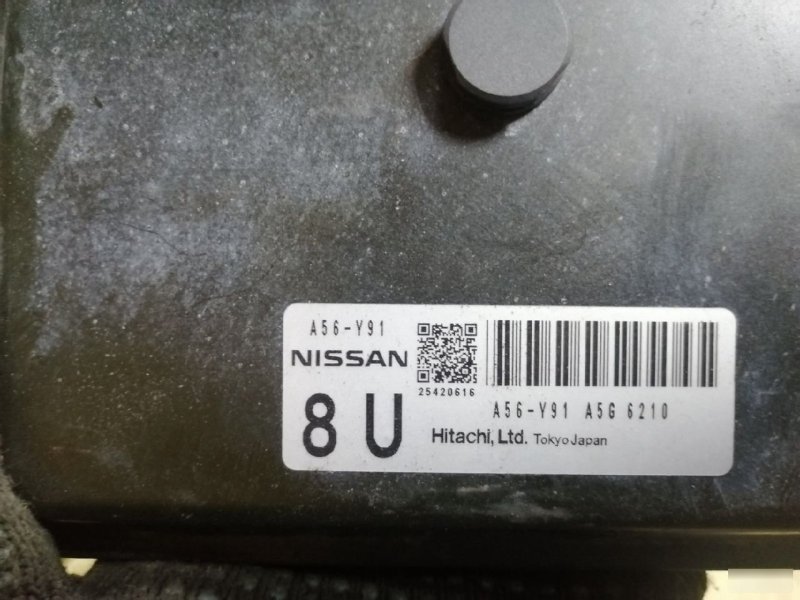 A56-Y91
NISSAN
25420616
8 U
A56-Y91 A5G 6210
Hitachi, Ltd. Tokyo Japan